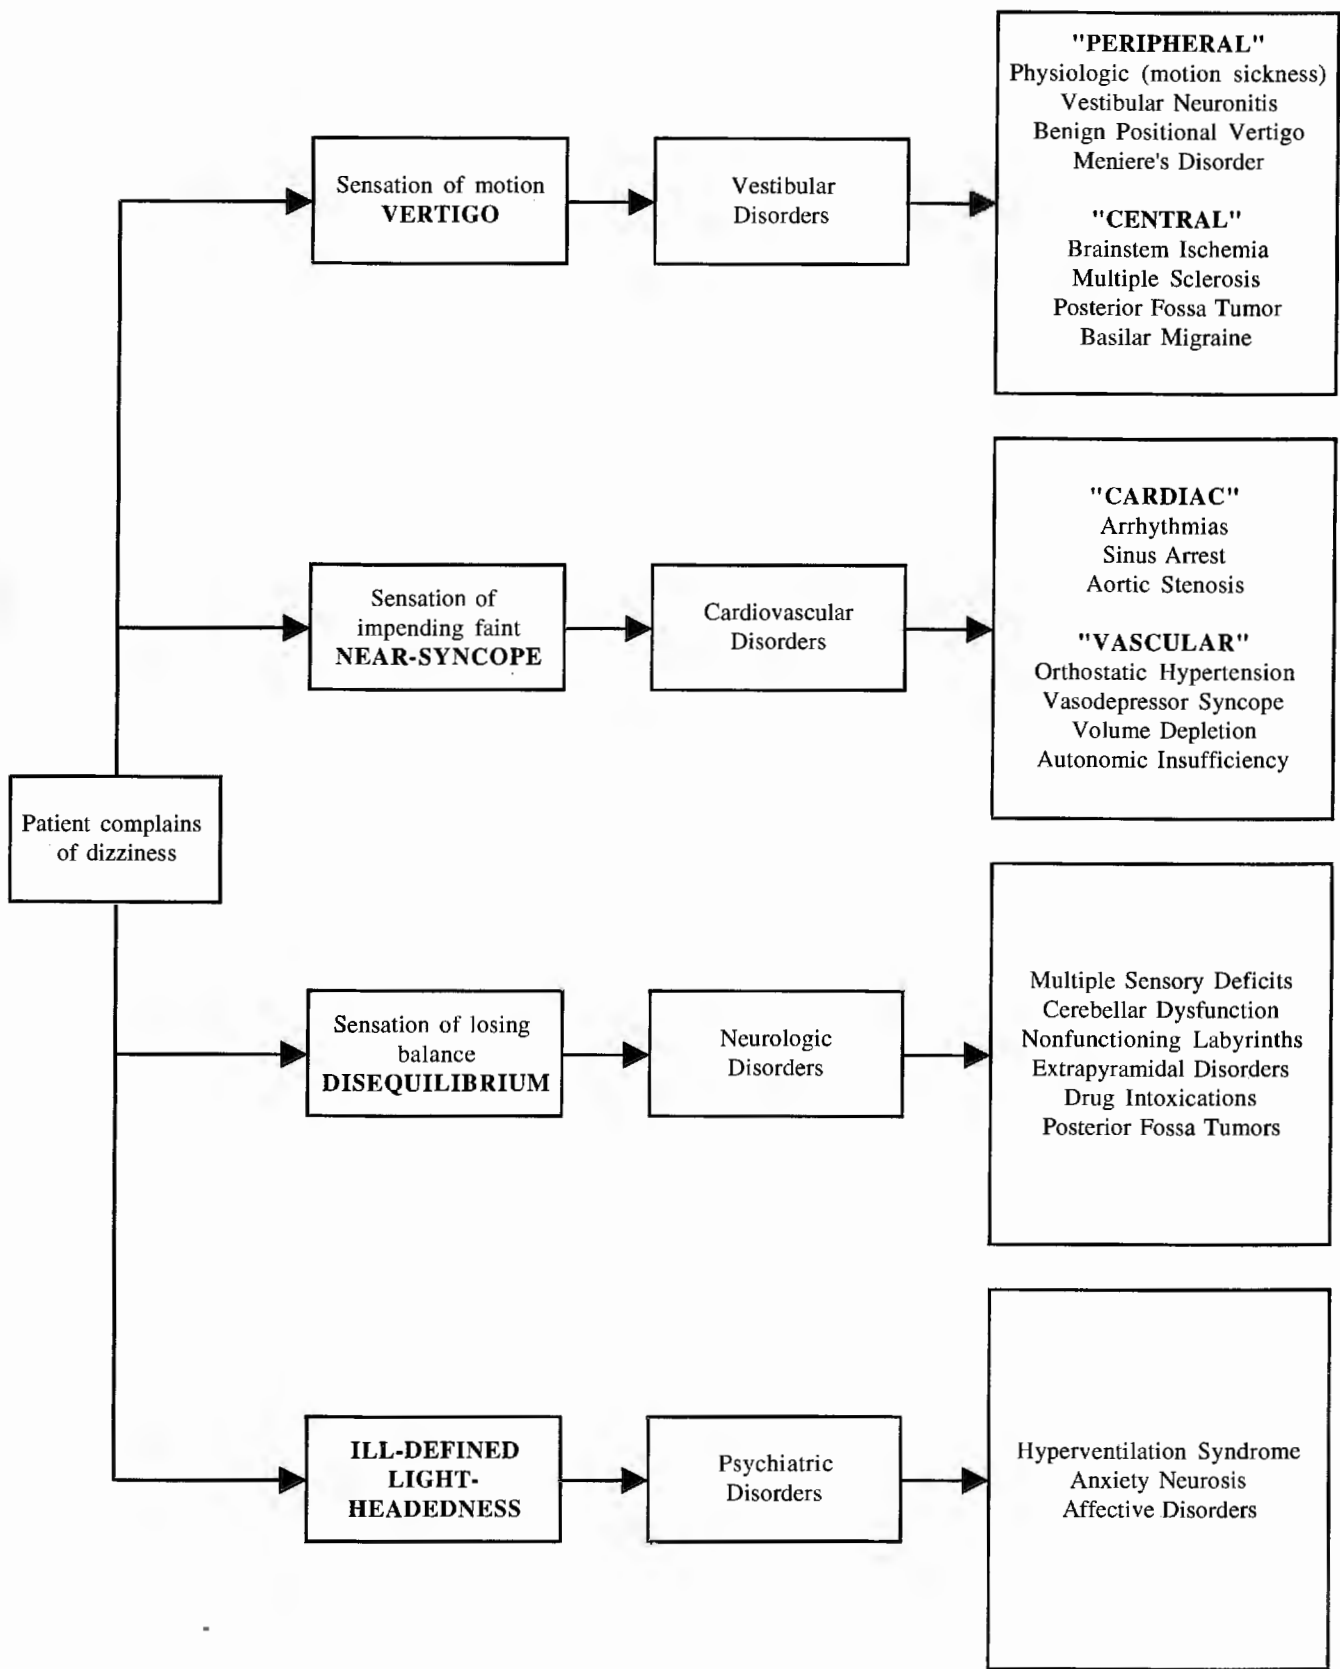 "PERIPHERAL"
Physiologic (motion sickness)
Vestibular Neuronitis
Benign Positional Vertigo
Meniere's Disorder
"CENTRAL"
Brainstem Ischemia
Multiple Sclerosis
Posterior Fossa Tumor
Basilar Migraine
Sensation of motion
VERTIGO
Vestibular
Disorders
"CARDIAC"
Arrhythmias
Sinus Arrest
Aortic Stenosis
"VASCULAR"
Orthostatic Hypertension
Vasodepressor Syncope
Volume Depletion
Autonomic Insufficiency
Sensation of
impending faint
NEAR-SYNCOPE
Cardiovascular
Disorders
Patient complains
of dizziness
Multiple Sensory Deficits
Cerebellar Dysfunction
Nonfunctioning Labyrinths
Extrapyramidal Disorders
Drug Intoxications
Posterior Fossa Tumors
Sensation of losing
balance
DISEQUILIBRIUM
Neurologic
Disorders
ILL-DEFINED
LIGHT-
HEADEDNESS
Psychiatric
Disorders
Hyperventilation Syndrome
Anxiety Neurosis
Affective Disorders